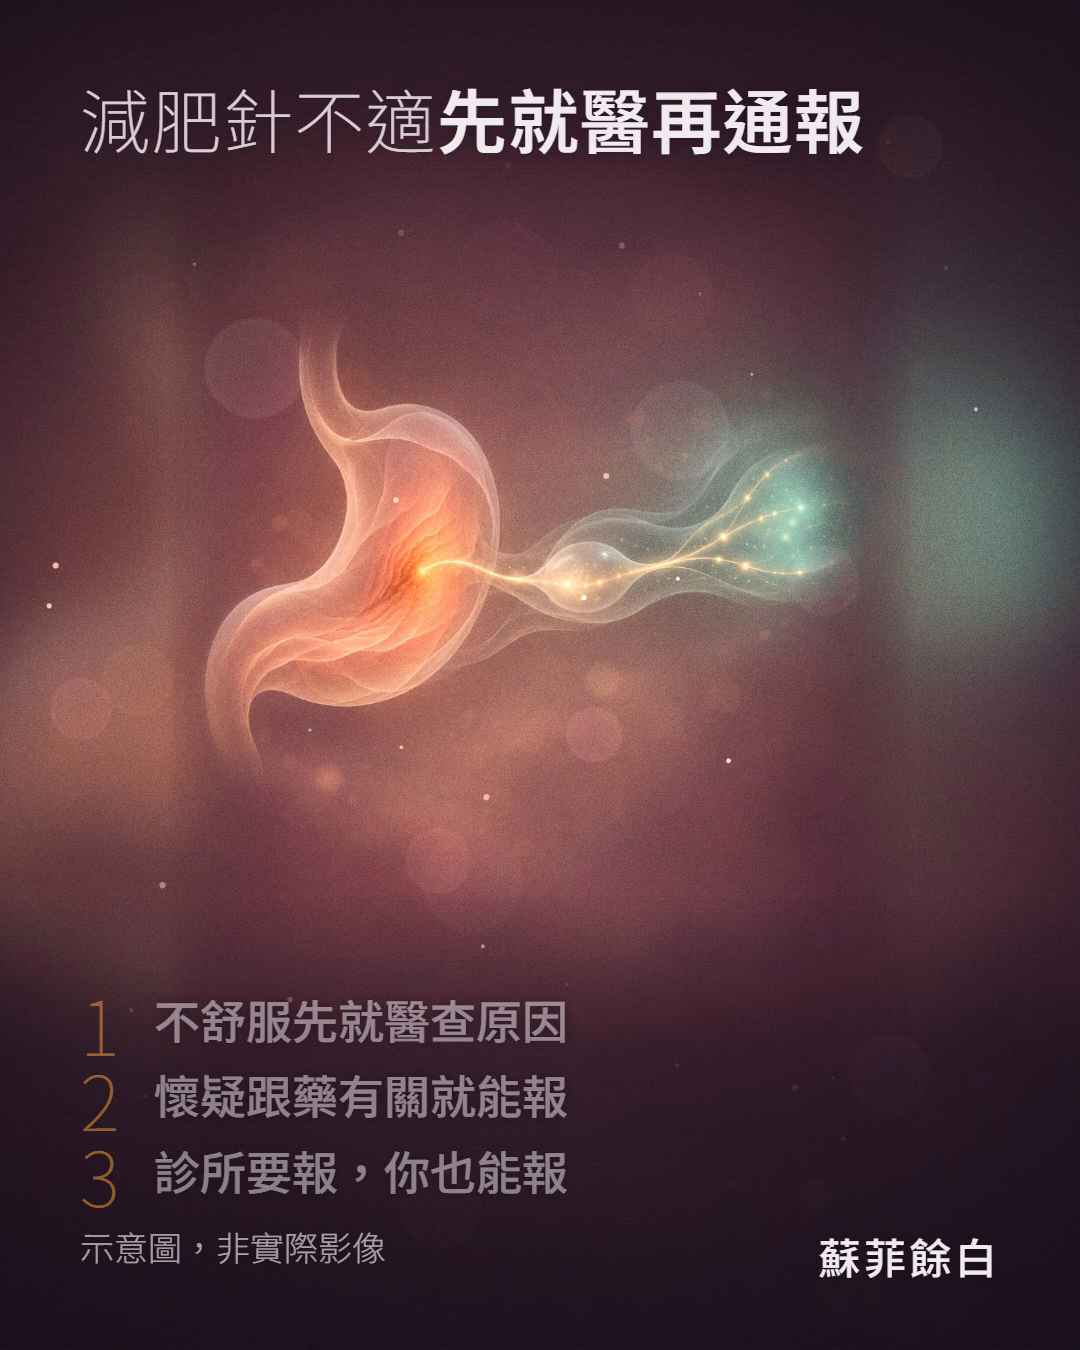 減肥針不適先就醫再通報
1 不舒服先就醫查原因
2 懷疑跟藥有關就能報
3 診所要報，你也能報
示意圖，非實際影像
蘇菲餘白